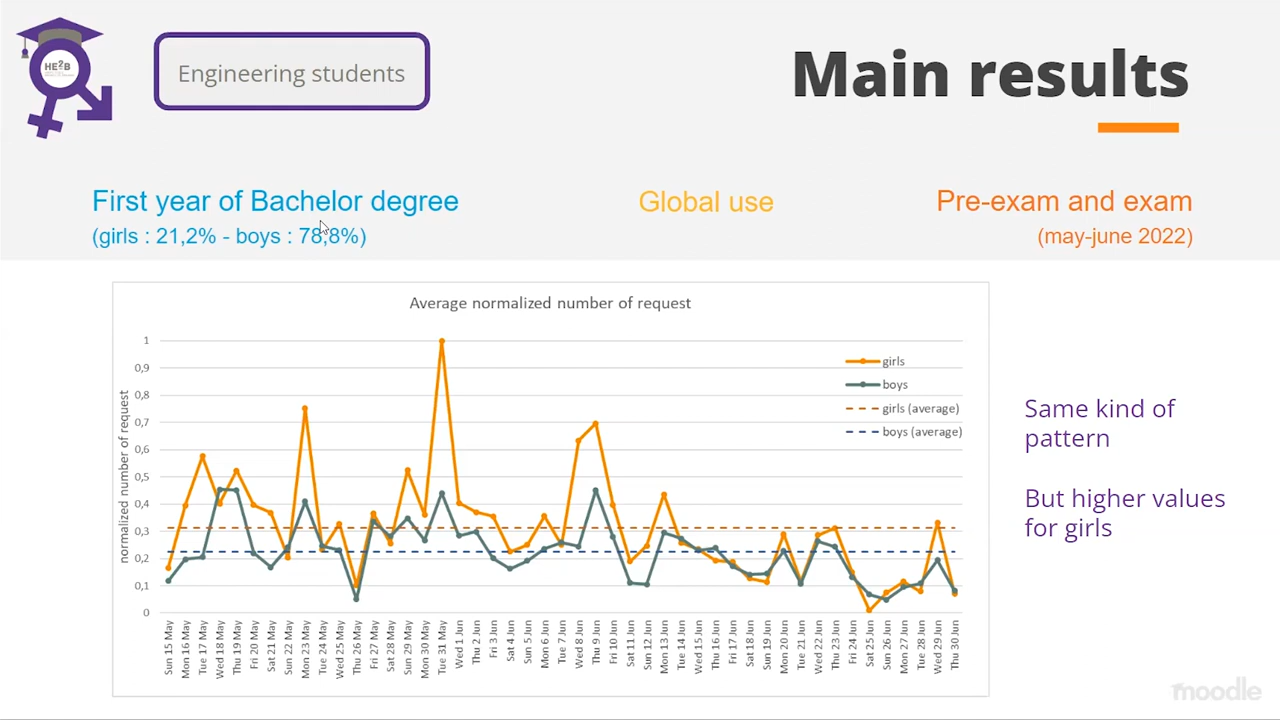 HE²B
Engineering students
Main results
First year of Bachelor degree
(girls : 21,2% - boys : 78,8%)
Global use
Pre-exam and exam
(may-june 2022)
Average normalized number of request
normalized number of request
1
0,9
0,8
0,7
0,6
0,5
0,4
0,3
0,2
0,1
0
girls
boys
girls (average)
boys (average)
Sun 15 May
Mon 16 May
Tue 17 May
Wed 18 May
Thu 19 May
Fri 20 May
Sat 21 May
Sun 22 May
Mon 23 May
Tue 24 May
Wed 25 May
Thu 26 May
Fri 27 May
Sat 28 May
Sun 29 May
Mon 30 May
Tue 31 May
Wed 1 Jun
Thu 2 Jun
Fri 3 Jun
Sat 4 Jun
Sun 5 Jun
Mon 6 Jun
Tue 7 Jun
Wed 8 Jun
Thu 9 Jun
Fri 10 Jun
Sat 11 Jun
Sun 12 Jun
Mon 13 Jun
Tue 14 Jun
Wed 15 Jun
Thu 16 Jun
Fri 17 Jun
Sat 18 Jun
Sun 19 Jun
Mon 20 Jun
Tue 21 Jun
Wed 22 Jun
Thu 23 Jun
Fri 24 Jun
Sat 25 Jun
Sun 26 Jun
Mon 27 Jun
Tue 28 Jun
Wed 29 Jun
Thu 30 Jun
Same kind of
pattern
But higher values
for girls
moodle